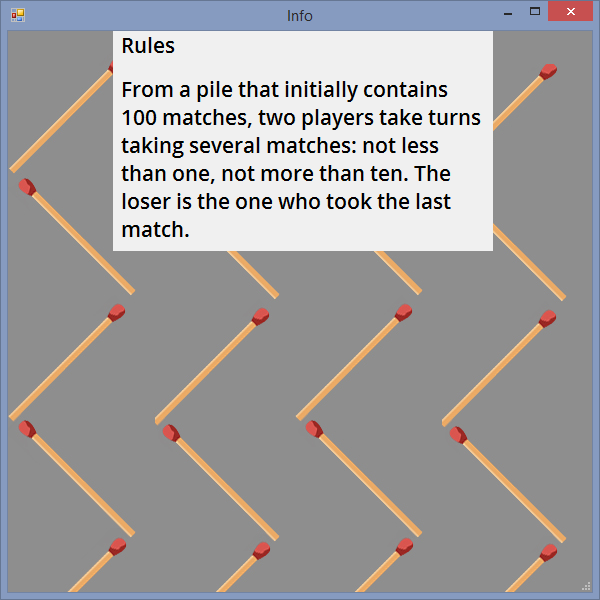 Info
Rules
From a pile that initially contains
100 matches, two players take turns
taking several matches: not less
than one, not more than ten. The
loser is the one who took the last
match.